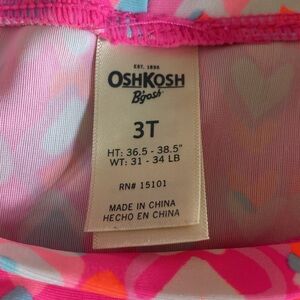 EST. 1895
OSHKOSH
B'gosh
3T
HT: 36.5 - 38.5"
WT: 31 - 34 LB
RN# 15101
MADE IN CHINA
HECHO EN CHINA